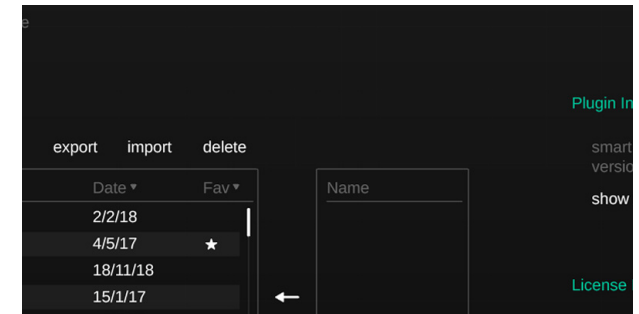 e
Plugin In
export import delete
smart
versio
Date Fav Name
show
2/2/18
4/5/17
18/11/18
License
15/1/17